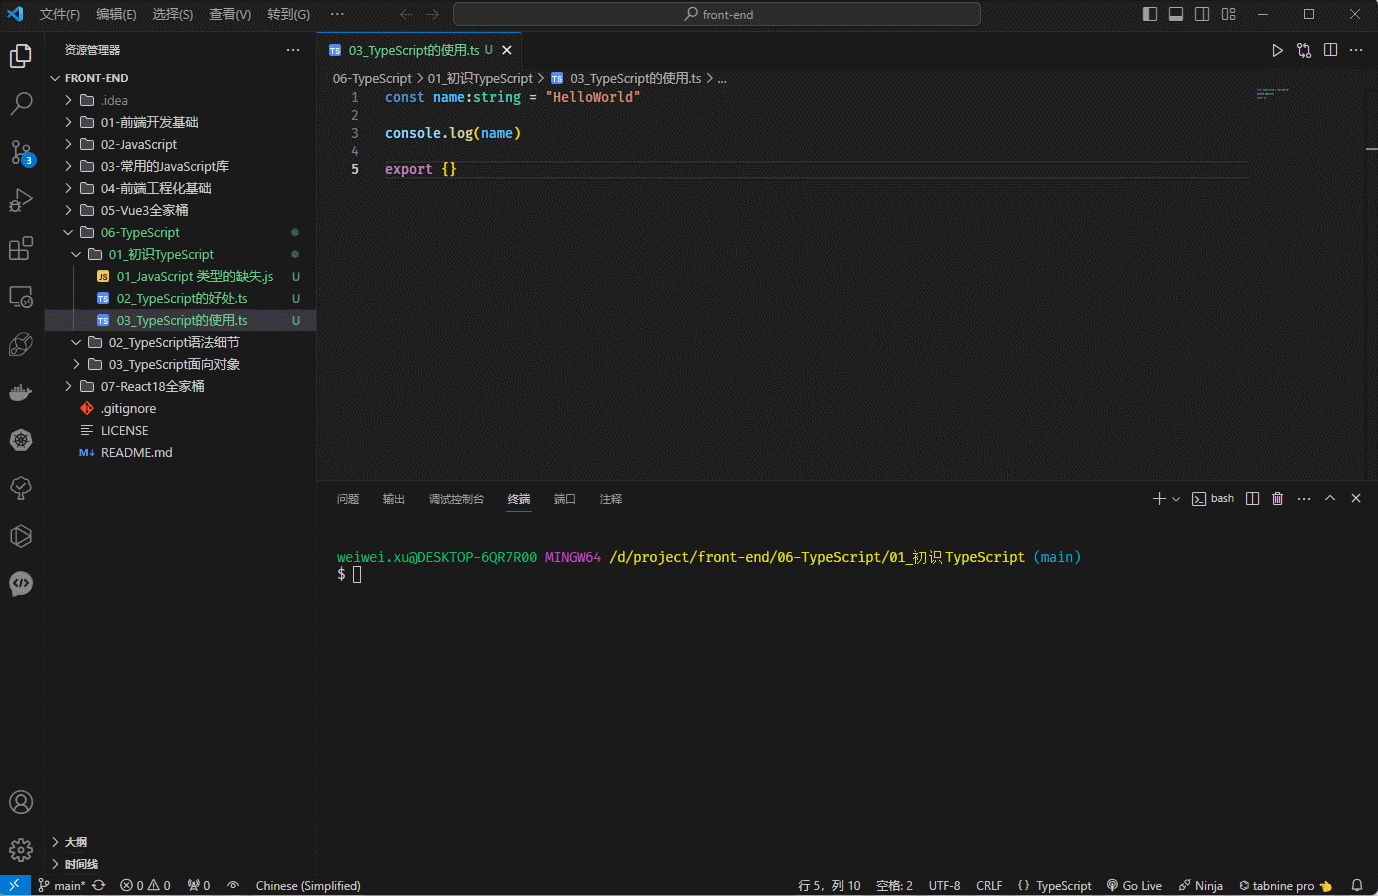 文件(F) 编辑(E) 选择(S) 查看(V) 转到(G) ··· front-end
资源管理器 ···
FRONT-END
.idea
01-前端开发基础
02-JavaScript
03-常用的JavaScript库
04-前端工程化基础
05-Vue3全家桶
06-TypeScript
01_初识TypeScript
JS 01_JavaScript 类型的缺失.js U
TS 02_TypeScript的好处.ts U
TS 03_TypeScript的使用.ts U
02_TypeScript语法细节
03_TypeScript面向对象
07-React18全家桶
.gitignore
LICENSE
M↓ README.md
大纲
时间线
3
TS 03_TypeScript的使用.ts U
06-TypeScript > 01_初识TypeScript > TS 03_TypeScript的使用.ts > ...
1 const name:string = "HelloWorld"
2
3 console.log(name)
4
5 export {}
问题 输出 调试控制台 终端 端口 注释 bash
weiwei.xu@DESKTOP-6QR7R00 MINGW64 /d/project/front-end/06-TypeScript/01_初识TypeScript (main)
$
main* 0 0 0 Chinese (Simplified) 行 5，列 10 空格: 2 UTF-8 CRLF {} TypeScript Go Live Ninja tabnine pro